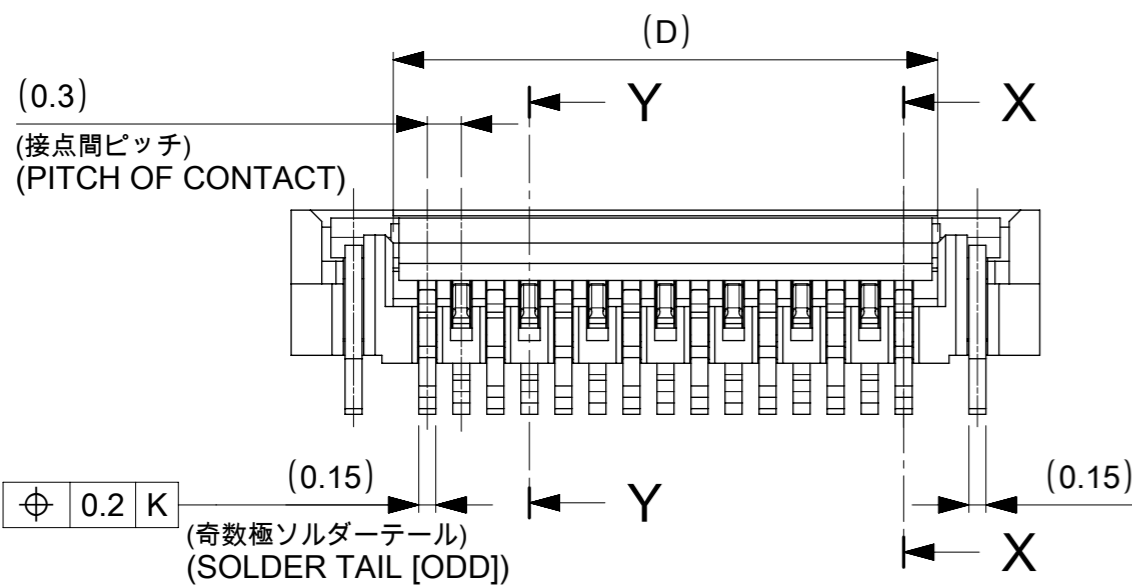 (D)
(0.3)
Y
X
(接点間ピッチ)
(PITCH OF CONTACT)
(0.15)
(0.15)
⌖ 0.2 K
Y
(奇数極ソルダーテール)
(SOLDER TAIL [ODD])
X